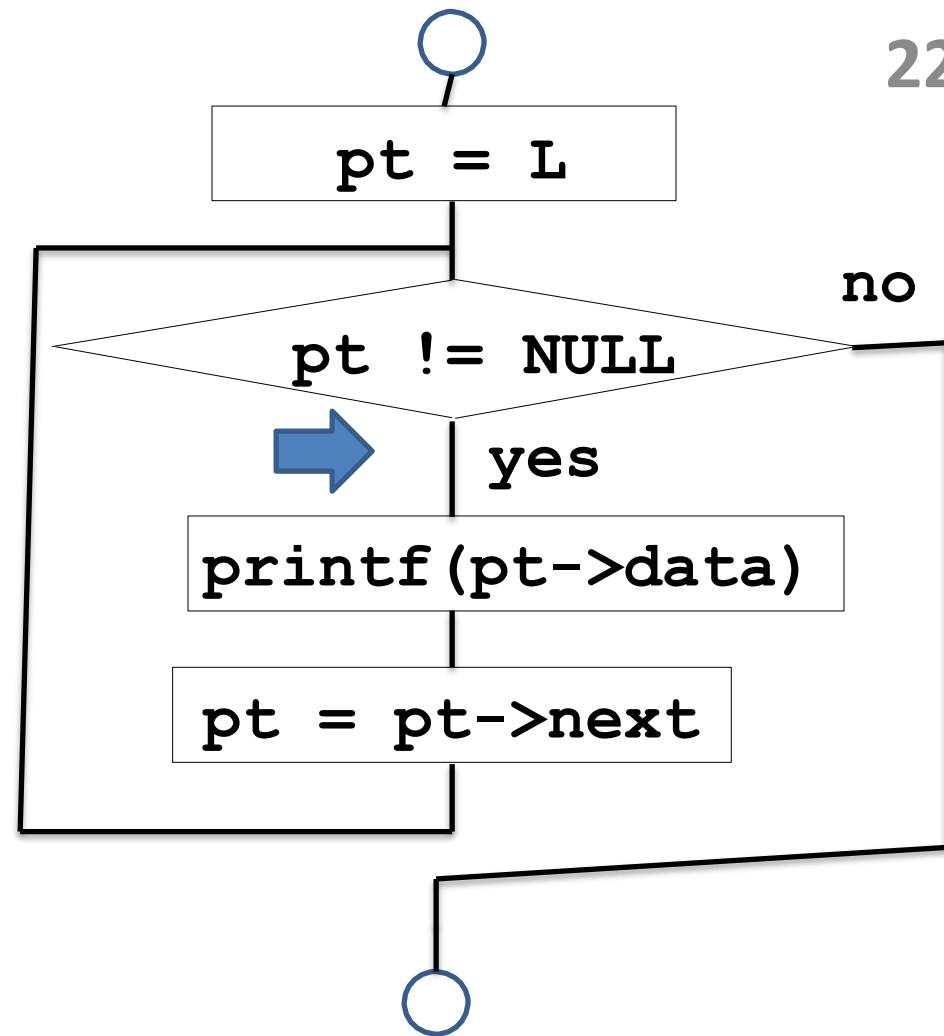 22
pt = L
no
pt != NULL
yes
printf(pt->data)
pt = pt->next